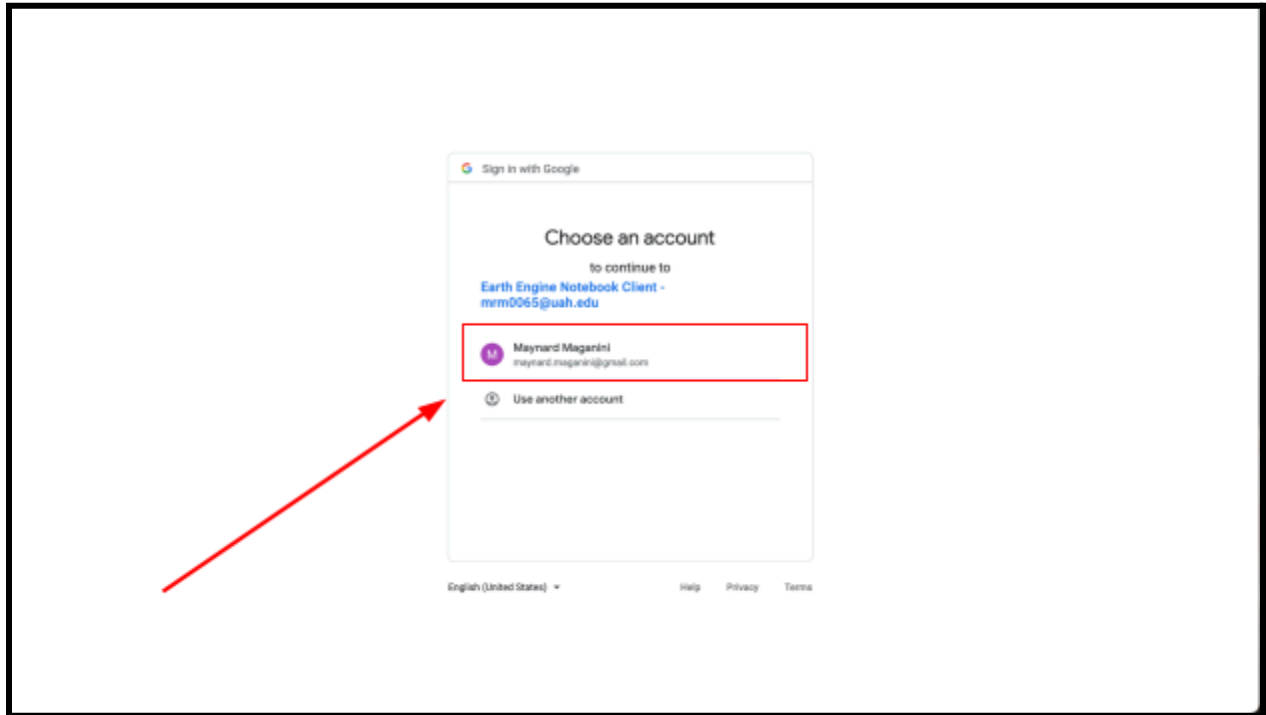 Sign in with Google
Choose an account
to continue to
Earth Engine Notebook Client -
mrm0065@uah.edu
M
Maynard Maganini
maynard.maganini@gmail.com
Use another account
English (United States)
Help Privacy Terms